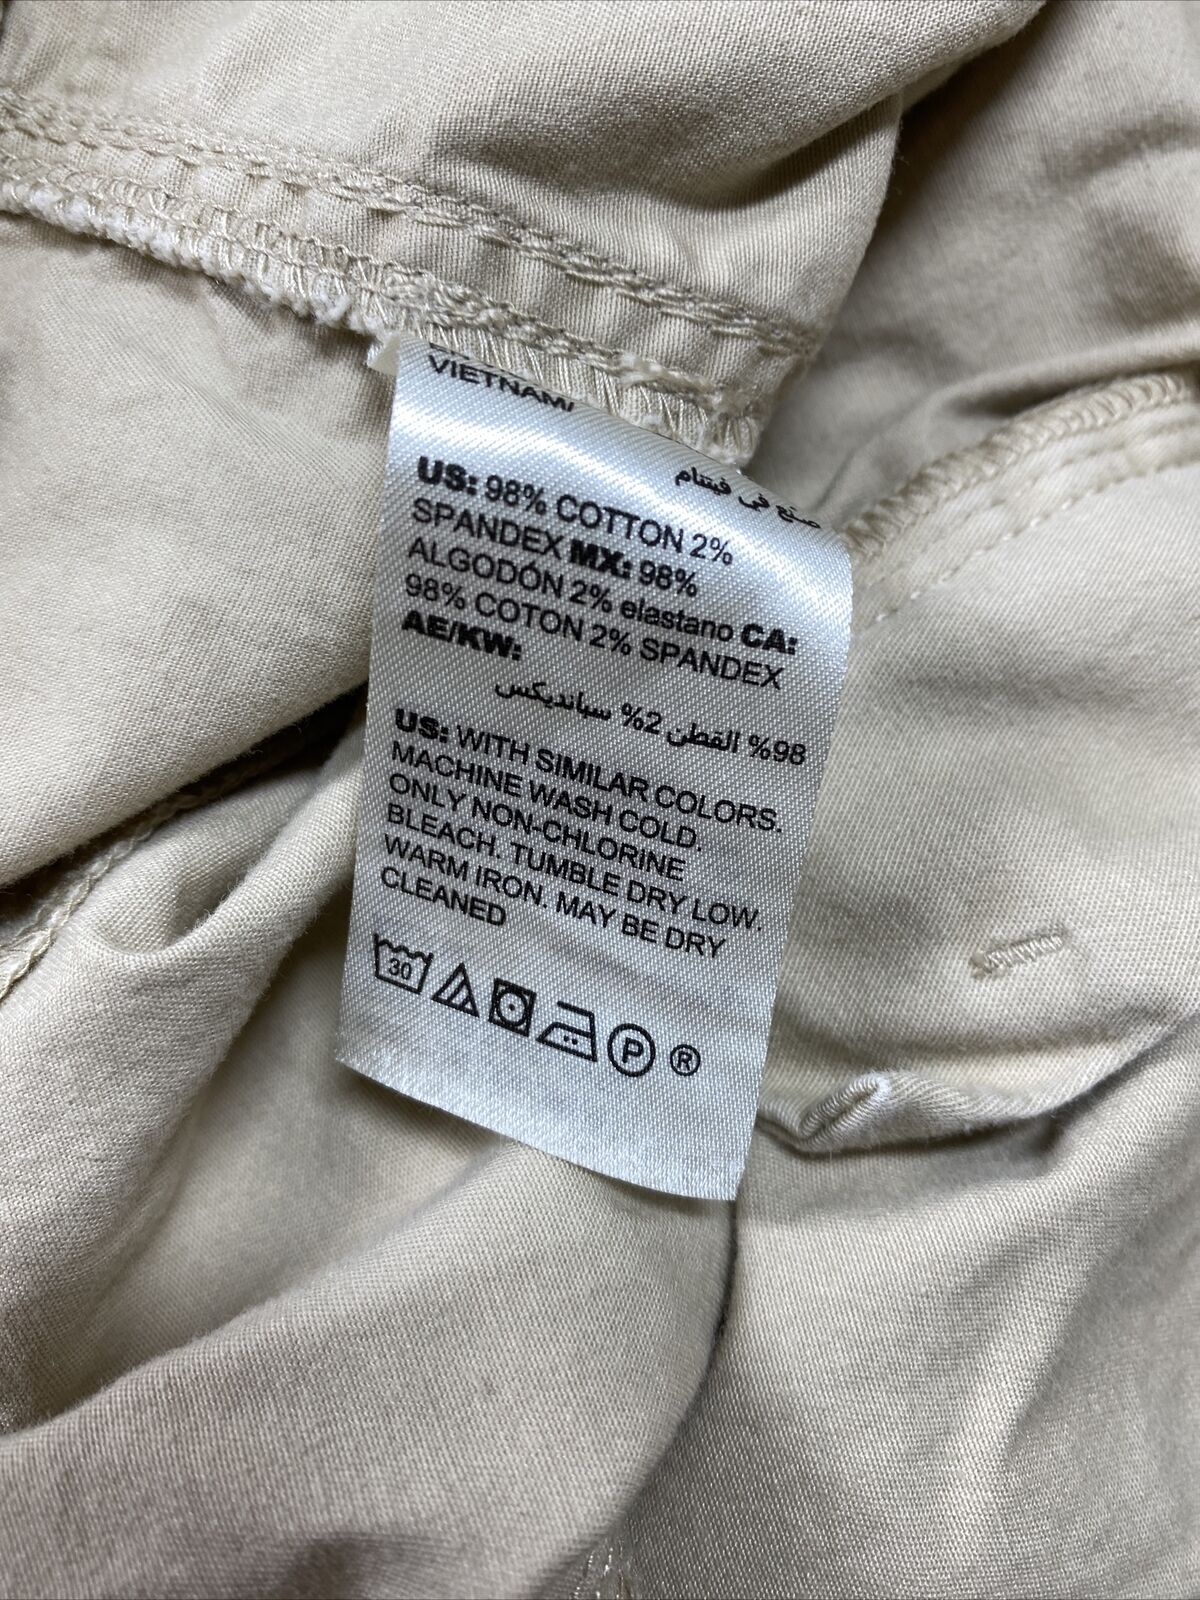 VIETNAM/
صنع في فيتنام
US: 98% COTTON 2%
SPANDEX MX: 98%
ALGODÓN 2% elastano CA:
98% COTON 2% SPANDEX
AE/KW:
98% القطن 2% سبانديكس
US: WITH SIMILAR COLORS.
MACHINE WASH COLD.
ONLY NON-CHLORINE
BLEACH. TUMBLE DRY LOW.
WARM IRON. MAY BE DRY
CLEANED
30 P ®